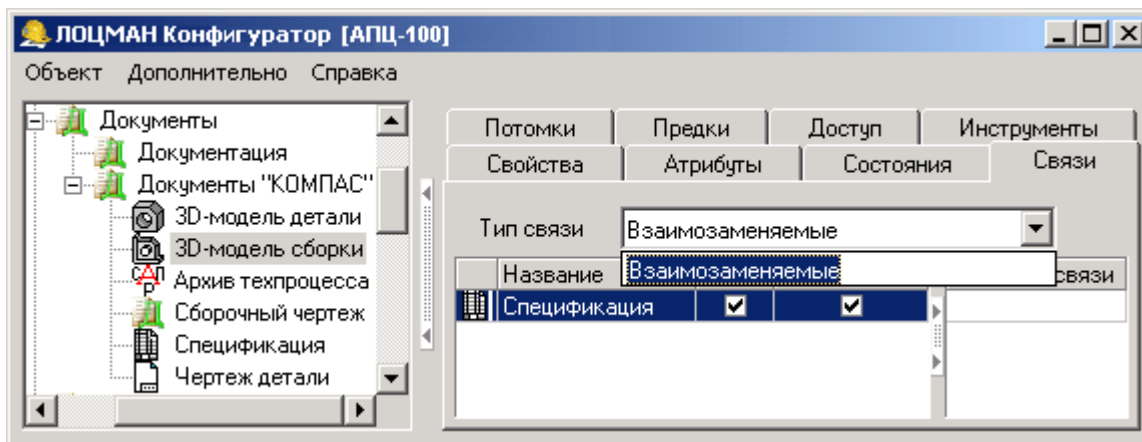 ЛОЦМАН Конфигуратор [АПЦ-100]
Объект Дополнительно Справка
Документы
Документация
Документы "КОМПАС"
3D-модель детали
3D-модель сборки
Архив техпроцесса
Сборочный чертеж
Спецификация
Чертеж детали
Потомки Предки Доступ Инструменты
Свойства Атрибуты Состояния Связи
Тип связи Взаимозаменяемые
Взаимозаменяемые
Название связи
Спецификация